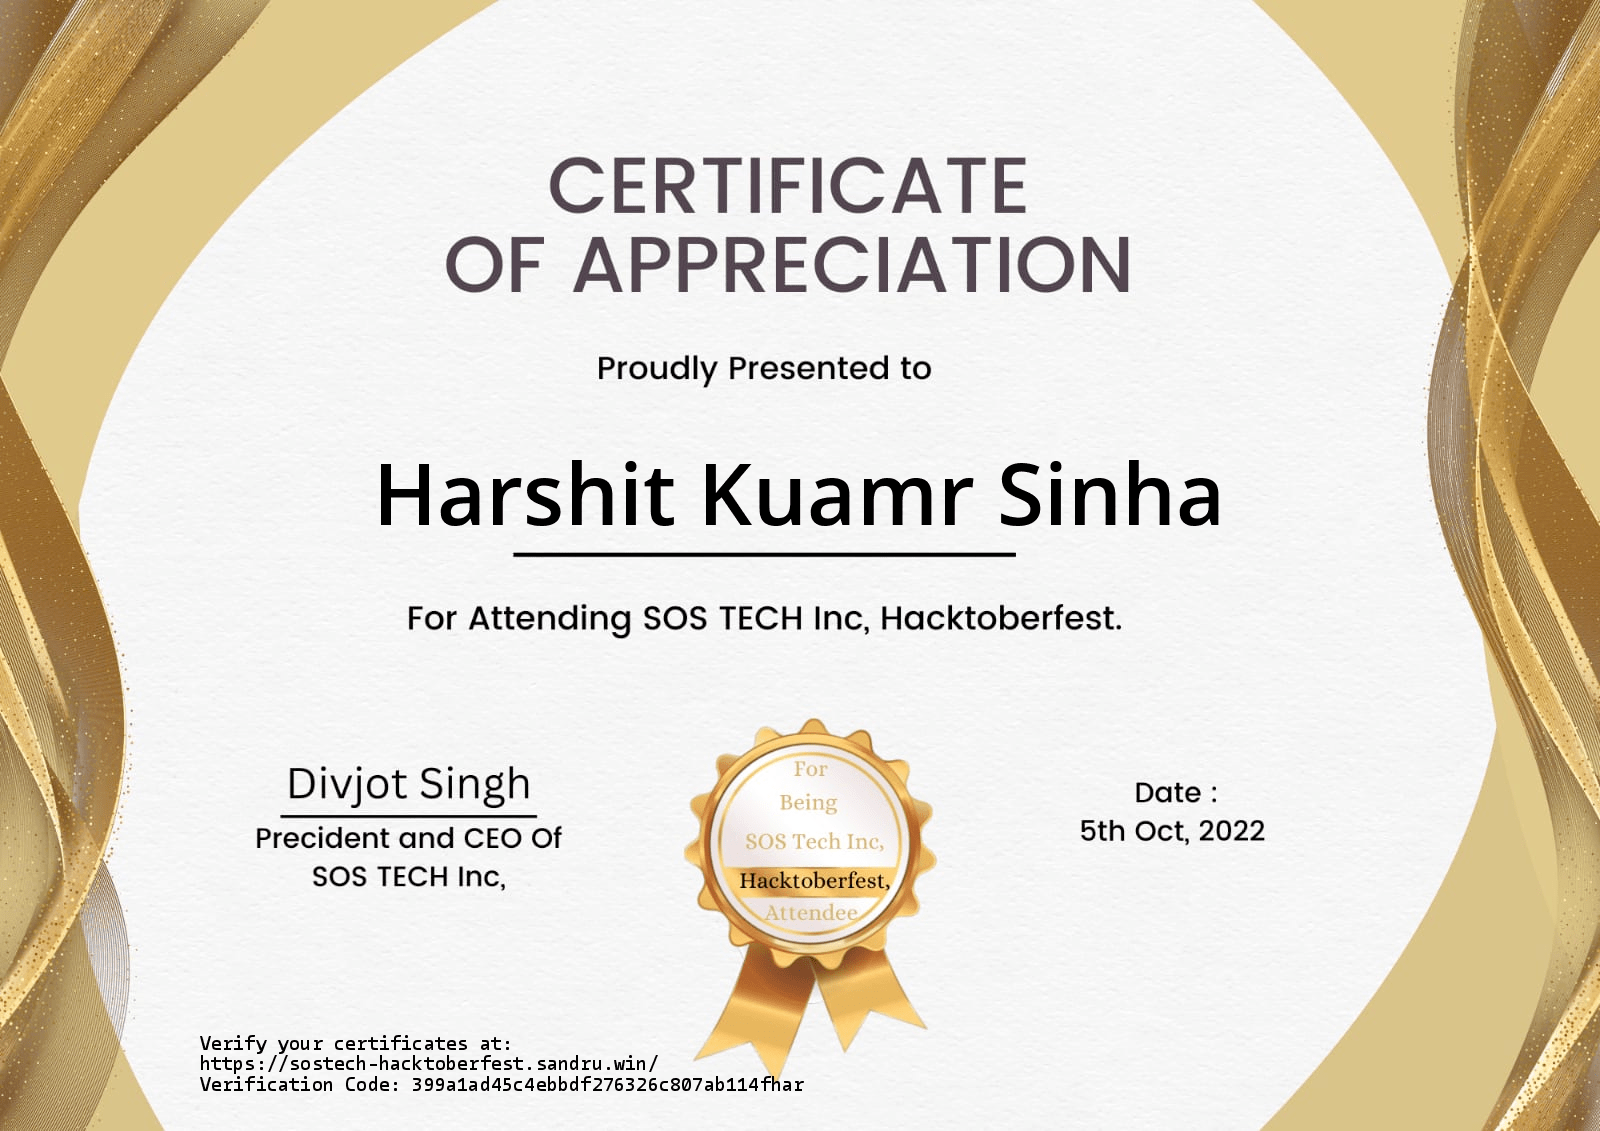 CERTIFICATE
OF APPRECIATION
Proudly Presented to
Harshit Kuamr Sinha
For Attending SOS TECH Inc, Hacktoberfest.
Divjot Singh
Precident and CEO Of
SOS TECH Inc,
For
Being
SOS Tech Inc,
Hacktoberfest,
Attendee
Date :
5th Oct, 2022
Verify your certificates at:
https://sostech-hacktoberfest.sandru.win/
Verification Code: 399a1ad45c4ebbdf276326c807ab114fhar